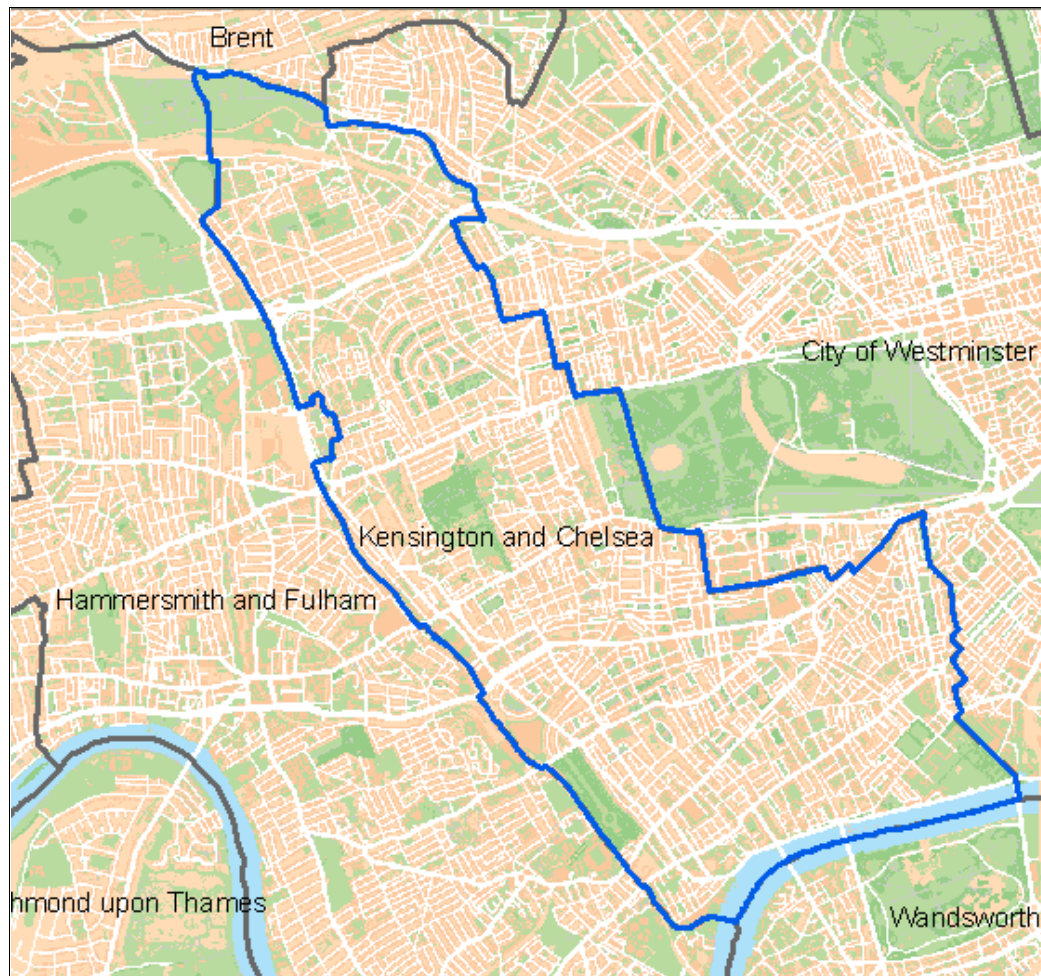 Brent
City of Westminster
Kensington and Chelsea
Hammersmith and Fulham
hmond upon Thames
Wandsworth